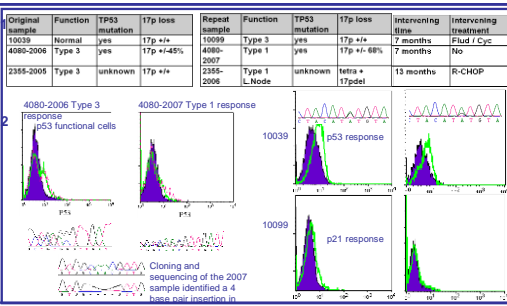 1
Original sample | Function | TP53 mutation | 17p loss
10039 | Normal | yes | 17p +/+
4080-2006 | Type 3 | yes | 17p +/-45%
2355-2005 | Type 3 | unknown | 17p +/+
Repeat sample | Function | TP53 mutation | 17p loss | Intervening time | Intervening treatment
10099 | Type 3 | yes | 17p +/+ | 7 months | Flud / Cyc
4080-2007 | Type 1 | yes | 17p +/- 68% | 7 months | No
2355-2006 | Type 1 L.Node | unknown | tetra + 17pdel | 13 months | R-CHOP
2
4080-2006 Type 3 response
p53 functional cells
4080-2007 Type 1 response
P53
P53
10039
p53 response
C T A C A T A T G T A
10099
p21 response
Cloning and
sequencing of the 2007
sample identified a 4
base pair insertion in